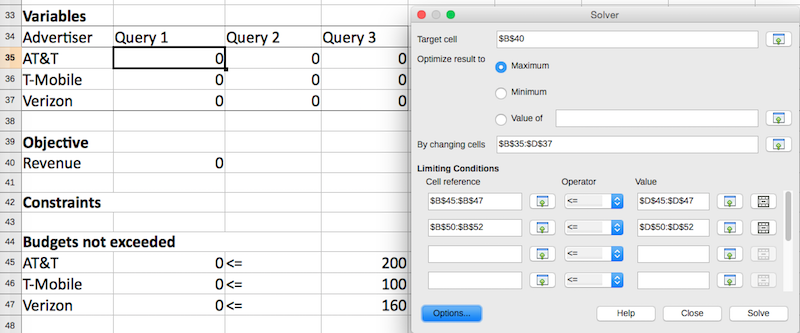 33 Variables
34 Advertiser Query 1 Query 2 Query 3
35 AT&T 0 0 0
36 T-Mobile 0 0 0
37 Verizon 0 0 0
38
39 Objective
40 Revenue 0
41
42 Constraints
43
44 Budgets not exceeded
45 AT&T 0 <= 200
46 T-Mobile 0 <= 100
47 Verizon 0 <= 160
48
Solver
Target cell $B$40
Optimize result to Maximum
Minimum
Value of
By changing cells $B$35:$D$37
Limiting Conditions
Cell reference Operator Value
$B$45:$B$47 <= $D$45:$D$47
$B$50:$B$52 <= $D$50:$D$52
<=
<=
Options... Help Close Solve